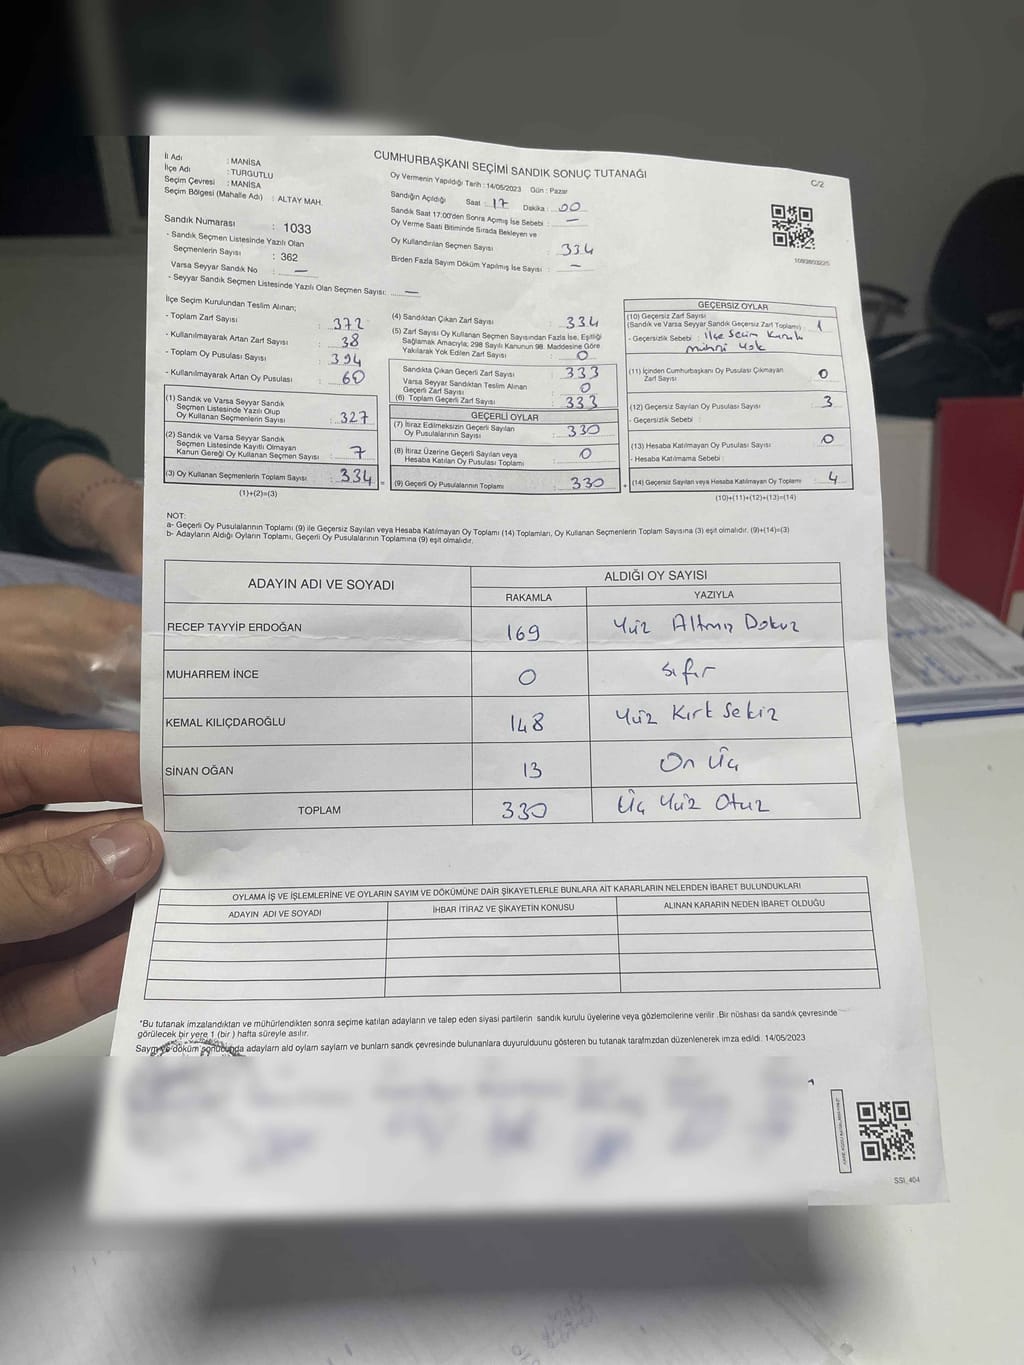 CUMHURBAŞKANI SEÇİMİ SANDIK SONUÇ TUTANAĞI
C/2
İl Adı : MANİSA
İlçe Adı : TURGUTLU
Seçim Çevresi : MANİSA
Seçim Bölgesi (Mahalle Adı) : ALTAY MAH.
Sandık Numarası : 1033
- Sandık Seçmen Listesinde Yazılı Olan
Seçmenlerin Sayısı : 362
Varsa Seyyar Sandık No : —
- Seyyar Sandık Seçmen Listesinde Yazılı Olan Seçmen Sayısı: —
Oy Vermenin Yapıldığı Tarih : 14/05/2023 Gün : Pazar
Sandığın Açıldığı Saat : 17 Dakika : 00
Sandık Saat 17.00'den Sonra Açımış İse Sebebi : —
Oy Verme Saati Bitiminde Sırada Bekleyen ve
Oy Kullandırılan Seçmen Sayısı : 334
Birden Fazla Sayım Döküm Yapılmış İse Sayısı : —
1093893225
İlçe Seçim Kurulundan Teslim Alınan;
- Toplam Zarf Sayısı : 372
- Kullanılmayarak Artan Zarf Sayısı : 38
- Toplam Oy Pusulası Sayısı : 394
- Kullanılmayarak Artan Oy Pusulası : 60
(1) Sandık ve Varsa Seyyar Sandık
Seçmen Listesinde Yazılı Olup
Oy Kullanan Seçmenlerin Sayısı : 327
(2) Sandık ve Varsa Seyyar Sandık
Seçmen Listesinde Kayıtlı Olmayan
Kanun Gereği Oy Kullanan Seçmen Sayısı : 7
(3) Oy Kullanan Seçmenlerin Toplam Sayısı : 334
(1)+(2)=(3)
(4) Sandıktan Çıkan Zarf Sayısı : 334
(5) Zarf Sayısı Oy Kullanan Seçmen Sayısından Fazla İse, Eşitliği
Sağlamak Amacıyla; 298 Sayılı Kanunun 98. Maddesine Göre
Yakılarak Yok Edilen Zarf Sayısı : 0
Sandıkta Çıkan Geçerli Zarf Sayısı : 333
Varsa Seyyar Sandıktan Teslim Alınan
Geçerli Zarf Sayısı : 0
(6) Toplam Geçerli Zarf Sayısı : 333
GEÇERLİ OYLAR
(7) İtiraz Edilmeksizin Geçerli Sayılan
Oy Pusulalarının Sayısı : 330
(8) İtiraz Üzerine Geçerli Sayılan veya
Hesaba Katılan Oy Pusulası Toplamı : 0
(9) Geçerli Oy Pusulalarının Toplamı : 330
GEÇERSİZ OYLAR
(10) Geçersiz Zarf Sayısı
(Sandık ve Varsa Seyyar Sandık Geçersiz Zarf Toplamı) : 1
- Geçersizlik Sebebi : İlçe Seçim Kurulu
mührü yok
(11) İçinden Cumhurbaşkanı Oy Pusulası Çıkmayan
Zarf Sayısı : 0
(12) Geçersiz Sayılan Oy Pusulası Sayısı : 3
- Geçersizlik Sebebi :
(13) Hesaba Katılmayan Oy Pusulası Sayısı : 0
- Hesaba Katılmama Sebebi :
(14) Geçersiz Sayılan veya Hesaba Katılmayan Oy Toplamı : 4
(10)+(11)+(12)+(13)=(14)
NOT:
a- Geçerli Oy Pusulalarının Toplamı (9) ile Geçersiz Sayılan veya Hesaba Katılmayan Oy Toplamı (14) Toplamları, Oy Kullanan Seçmenlerin Toplam Sayısına (3) eşit olmalıdır. (9)+(14)=(3)
b- Adayların Aldığı Oyların Toplamı, Geçerli Oy Pusulalarının Toplamına (9) eşit olmalıdır.
ADAYIN ADI VE SOYADI ALDIĞI OY SAYISI
RAKAMLA YAZIYLA
RECEP TAYYİP ERDOĞAN 169 Yüz Altmış Dokuz
MUHARREM İNCE 0 sıfır
KEMAL KILIÇDAROĞLU 148 Yüz Kırk Sekiz
SİNAN OĞAN 13 On Üç
TOPLAM 330 Üç Yüz Otuz
OYLAMA İŞ VE İŞLEMLERİNE VE OYLARIN SAYIM VE DÖKÜMÜNE DAİR ŞİKAYETLERLE BUNLARA AİT KARARLARIN NELERDEN İBARET BULUNDUKLARI
ADAYIN ADI VE SOYADI İHBAR İTİRAZ VE ŞİKAYETİN KONUSU ALINAN KARARIN NEDEN İBARET OLDUĞU
*Bu tutanak imzalandıktan ve mühürlendikten sonra seçime katılan adayların ve talep eden siyasi partilerin sandık kurulu üyelerine veya gözlemcilerine verilir .Bir nüshası da sandık çevresinde
görülecek bir yere 1 (bir ) hafta süreyle asılır.
Sayım ve döküm sonucunda adayların ald oyların sayların ve bunların sandk çevresinde bulunanlara duyurulduunu gösteren bu tutanak tarafmzdan düzenlenerek imza edildi. 14/05/2023
SSI_404